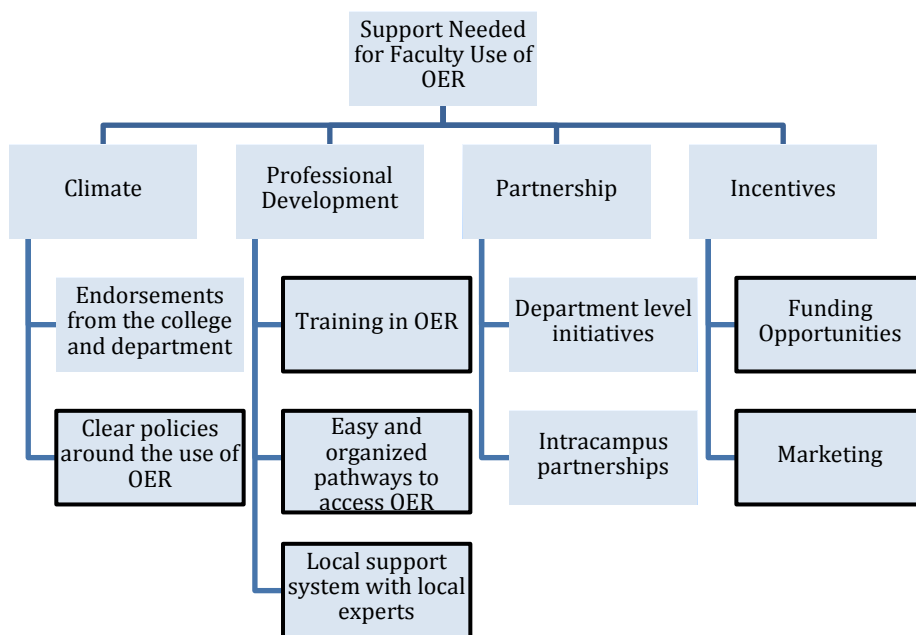 Support Needed
for Faculty Use of
OER
Climate
Professional
Development
Partnership
Incentives
Endorsements
from the college
and department
Training in OER
Department level
initiatives
Funding
Opportunities
Clear policies
around the use of
OER
Easy and
organized
pathways to
access OER
Intracampus
partnerships
Marketing
Local support
system with local
experts